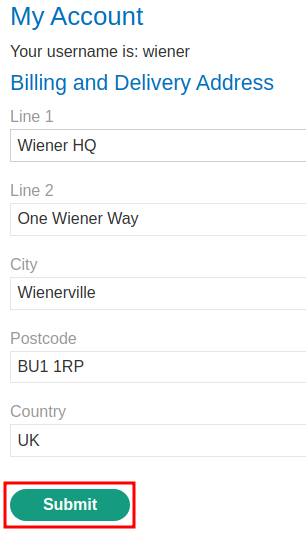 My Account
Your username is: wiener
Billing and Delivery Address
Line 1
Wiener HQ
Line 2
One Wiener Way
City
Wienerville
Postcode
BU1 1RP
Country
UK
Submit